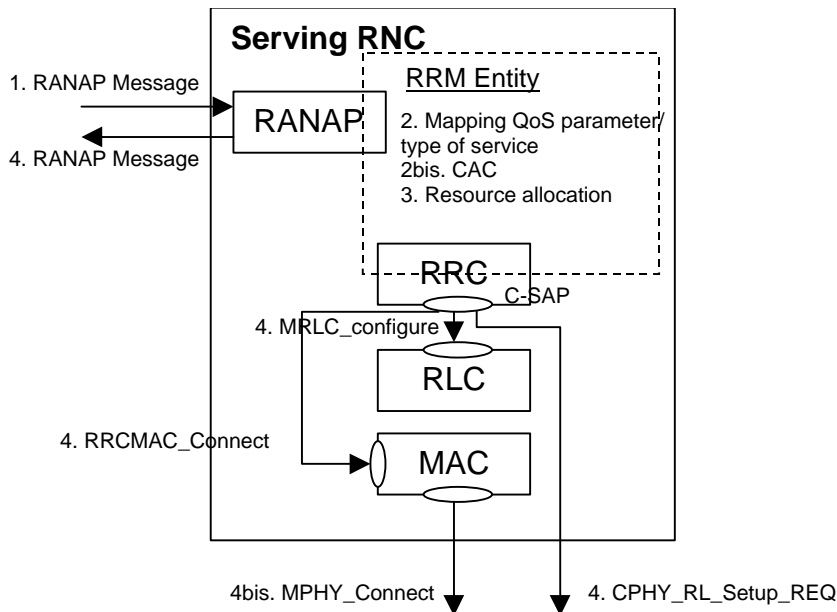 Serving RNC
RRM Entity
1. RANAP Message
RANAP
2. Mapping QoS parameter/
type of service
2bis. CAC
3. Resource allocation
4. RANAP Message
RRC
C-SAP
4. MRLC_configure
RLC
4. RRCMAC_Connect
MAC
4bis. MPHY_Connect
4. CPHY_RL_Setup_REQ